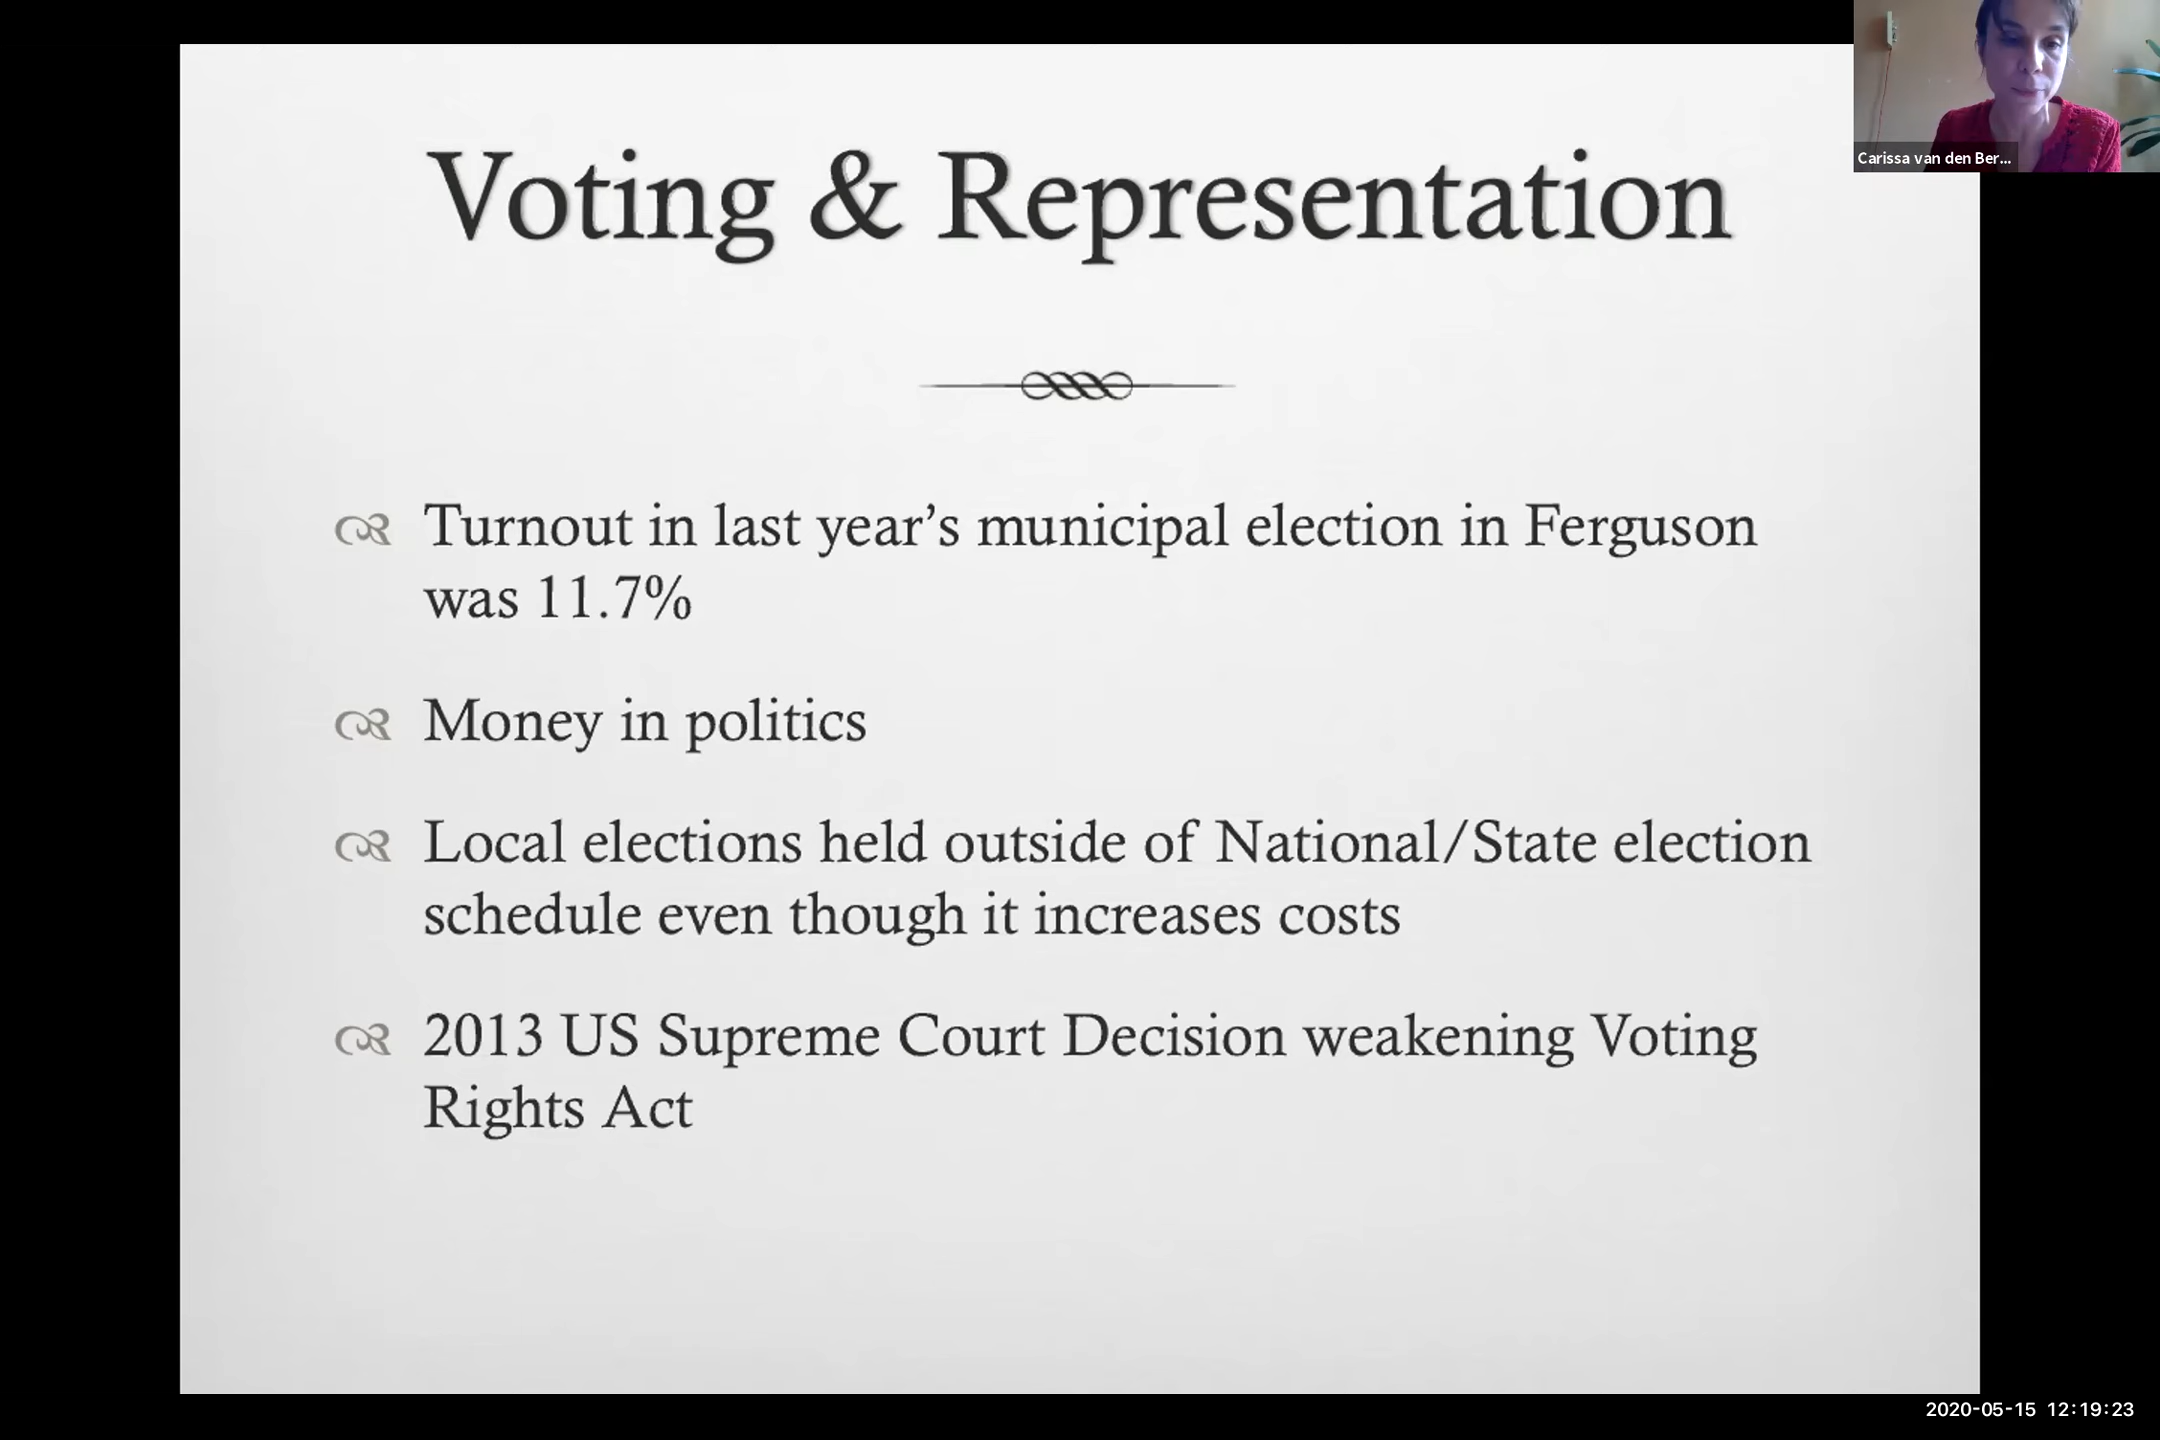 Carissa van den Ber...
Voting & Representation
Turnout in last year’s municipal election in Ferguson
was 11.7%
Money in politics
Local elections held outside of National/State election
schedule even though it increases costs
2013 US Supreme Court Decision weakening Voting
Rights Act
2020-05-15 12:19:23